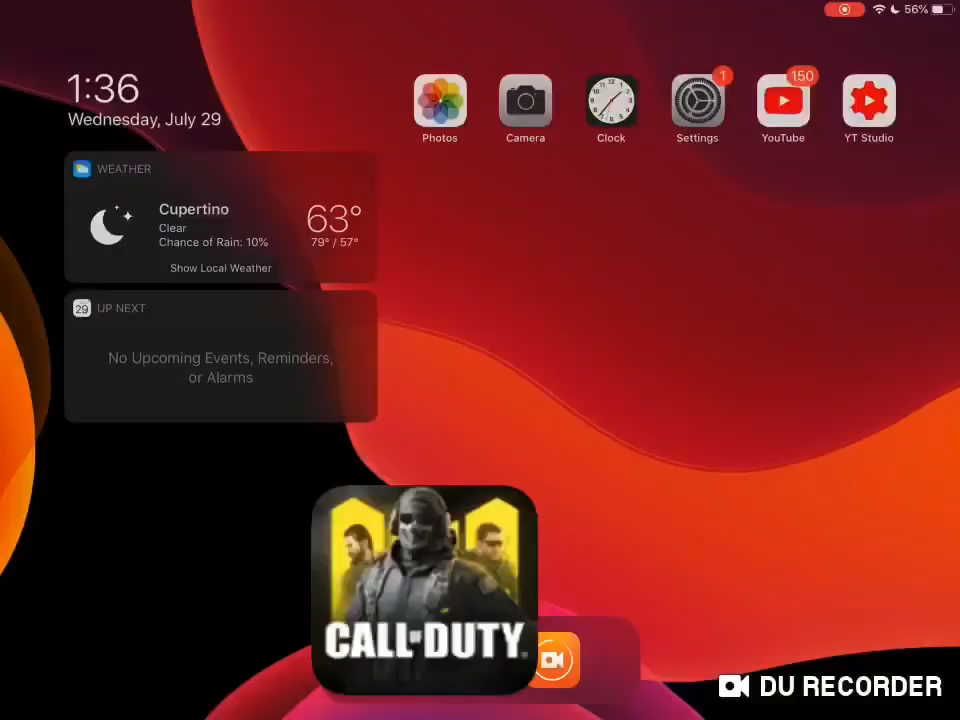 56%
1:36
Wednesday, July 29
WEATHER
Cupertino
Clear
Chance of Rain: 10%
63°
79° / 57°
Show Local Weather
29 UP NEXT
No Upcoming Events, Reminders,
or Alarms
1
150
Photos
Camera
Clock
Settings
YouTube
YT Studio
CALL OF DUTY
DU RECORDER